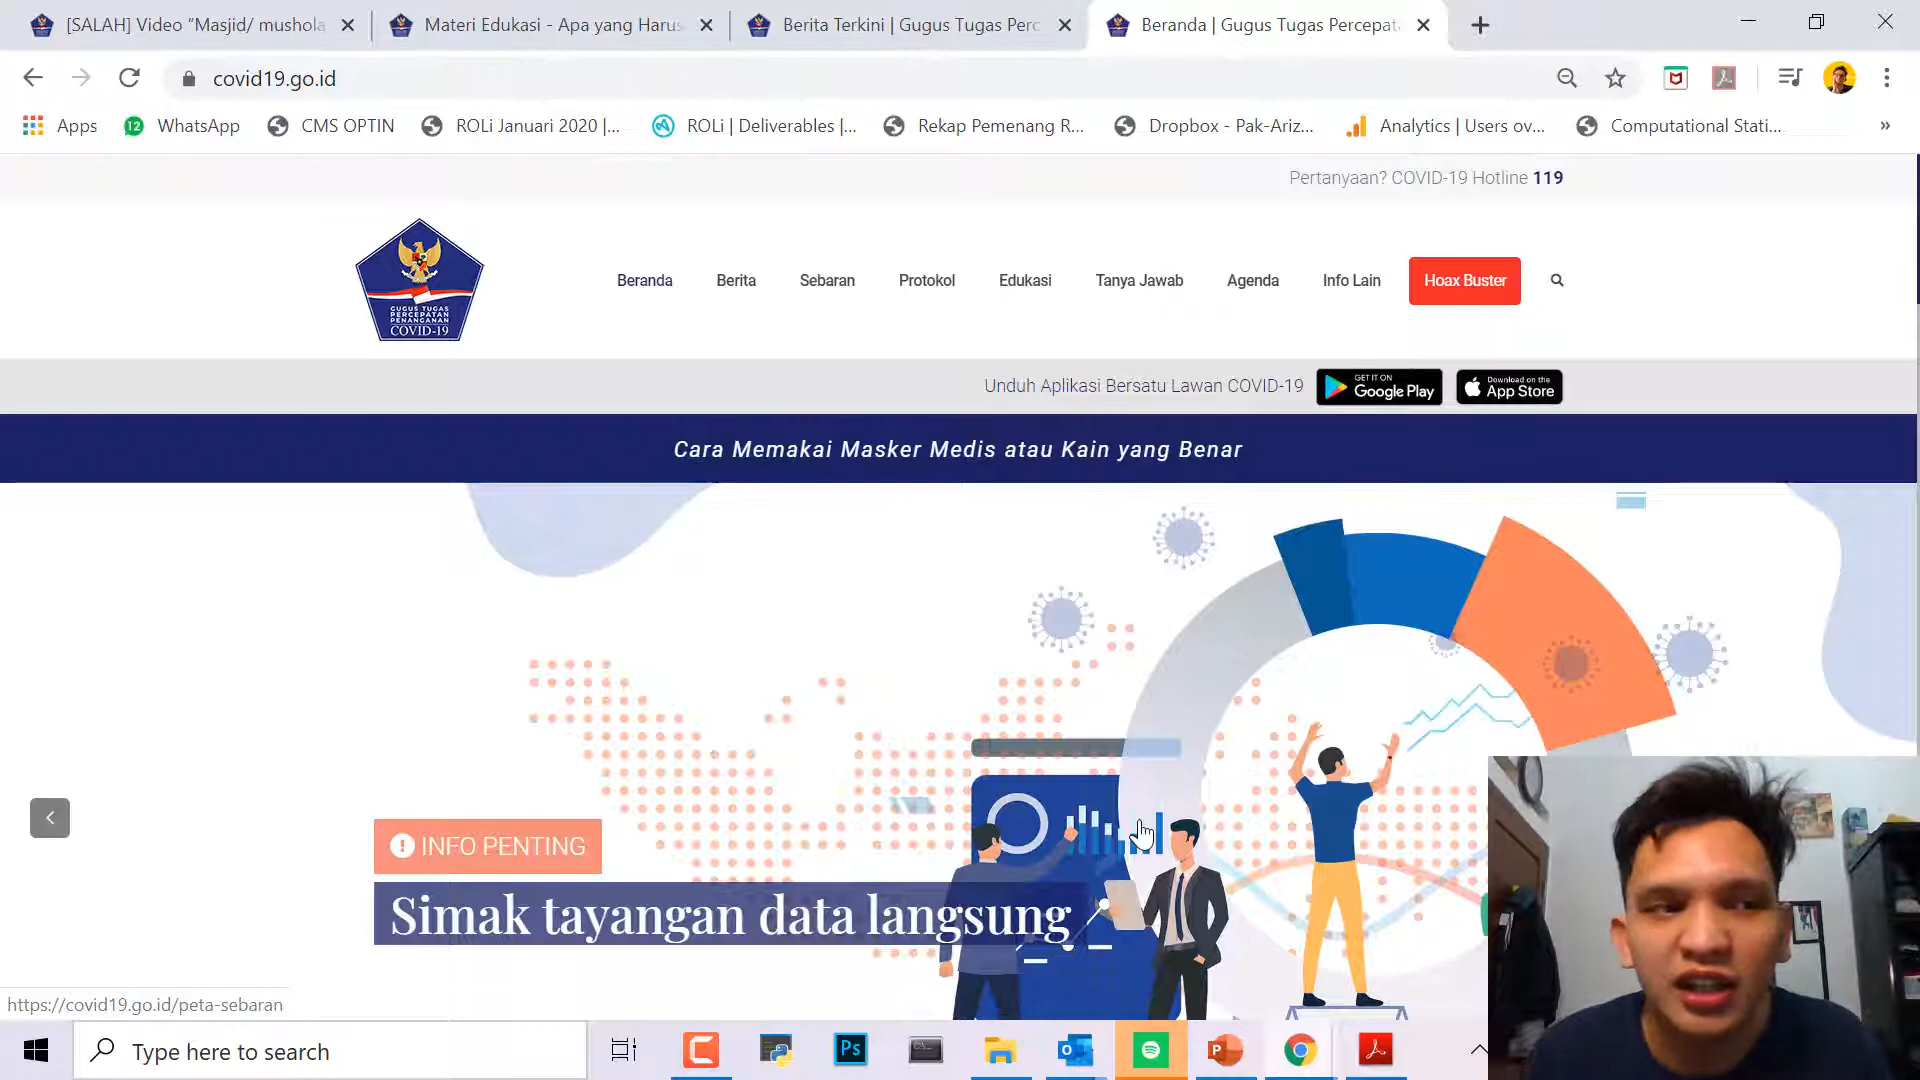 [SALAH] Video “Masjid/ mushola
Materi Edukasi - Apa yang Harus
Berita Terkini | Gugus Tugas Perc
Beranda | Gugus Tugas Percepat
covid19.go.id
Apps
12
WhatsApp
CMS OPTIN
ROLi Januari 2020 |...
ROLi | Deliverables |...
Rekap Pemenang R...
Dropbox - Pak-Ariz...
Analytics | Users ov...
Computational Stati...
»
Pertanyaan? COVID-19 Hotline 119
GUGUS TUGAS
PERCEPATAN
PENANGANAN
COVID-19
Beranda
Berita
Sebaran
Protokol
Edukasi
Tanya Jawab
Agenda
Info Lain
Hoax Buster
Unduh Aplikasi Bersatu Lawan COVID-19
GET IT ON
Google Play
Download on the
App Store
Cara Memakai Masker Medis atau Kain yang Benar
INFO PENTING
Simak tayangan data langsung
https://covid19.go.id/peta-sebaran
Type here to search
Ps